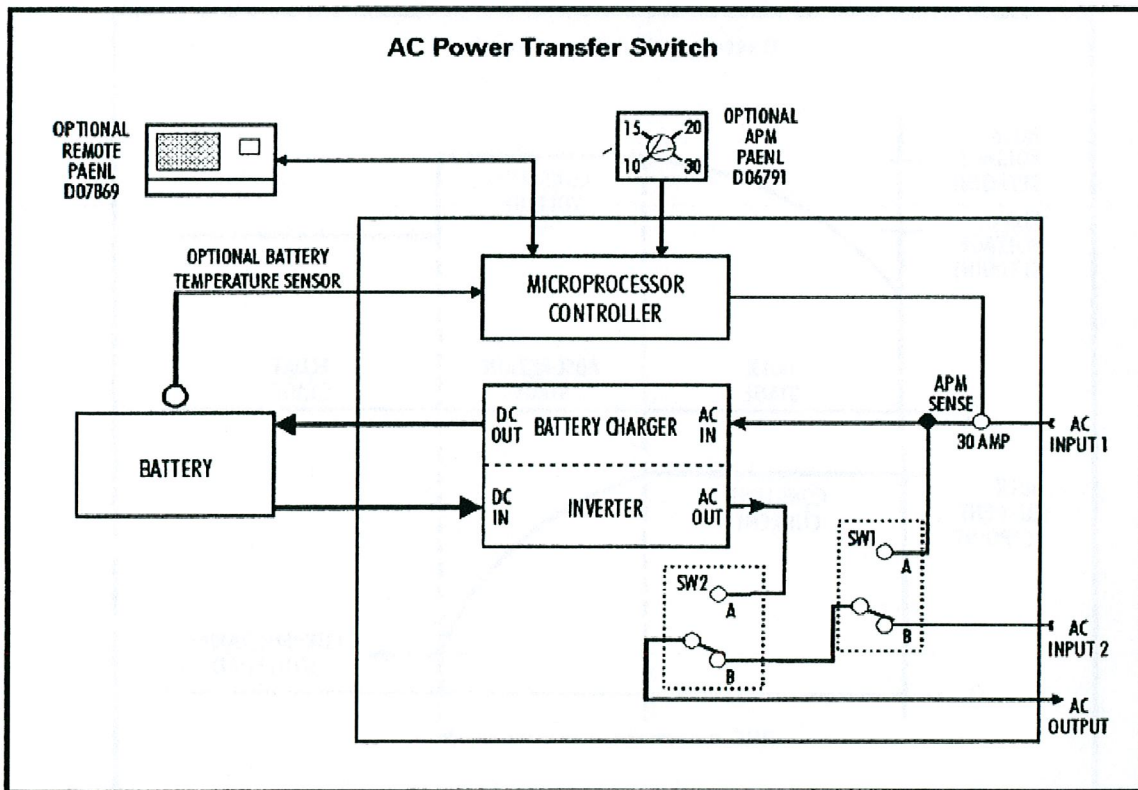 AC Power Transfer Switch
OPTIONAL
REMOTE
PAENL
D07869
15
20
10
30
OPTIONAL
APM
PAENL
D06791
OPTIONAL BATTERY
TEMPERATURE SENSOR
MICROPROCESSOR
CONTROLLER
APM
SENSE
30 AMP
AC
INPUT 1
BATTERY
DC
OUT
BATTERY CHARGER
AC
IN
DC
IN
INVERTER
AC
OUT
SW1
A
B
SW2
A
B
AC
INPUT 2
AC
OUTPUT